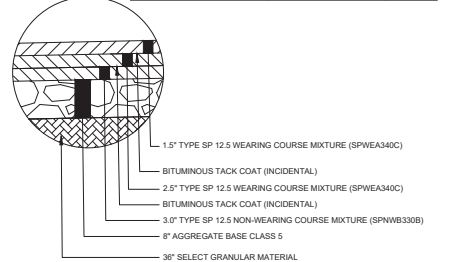 1.5" TYPE SP 12.5 WEARING COURSE MIXTURE (SPWEA340C)
BITUMINOUS TACK COAT (INCIDENTAL)
2.5" TYPE SP 12.5 WEARING COURSE MIXTURE (SPWEA340C)
BITUMINOUS TACK COAT (INCIDENTAL)
3.0" TYPE SP 12.5 NON-WEARING COURSE MIXTURE (SPNWB330B)
8" AGGREGATE BASE CLASS 5
36" SELECT GRANULAR MATERIAL